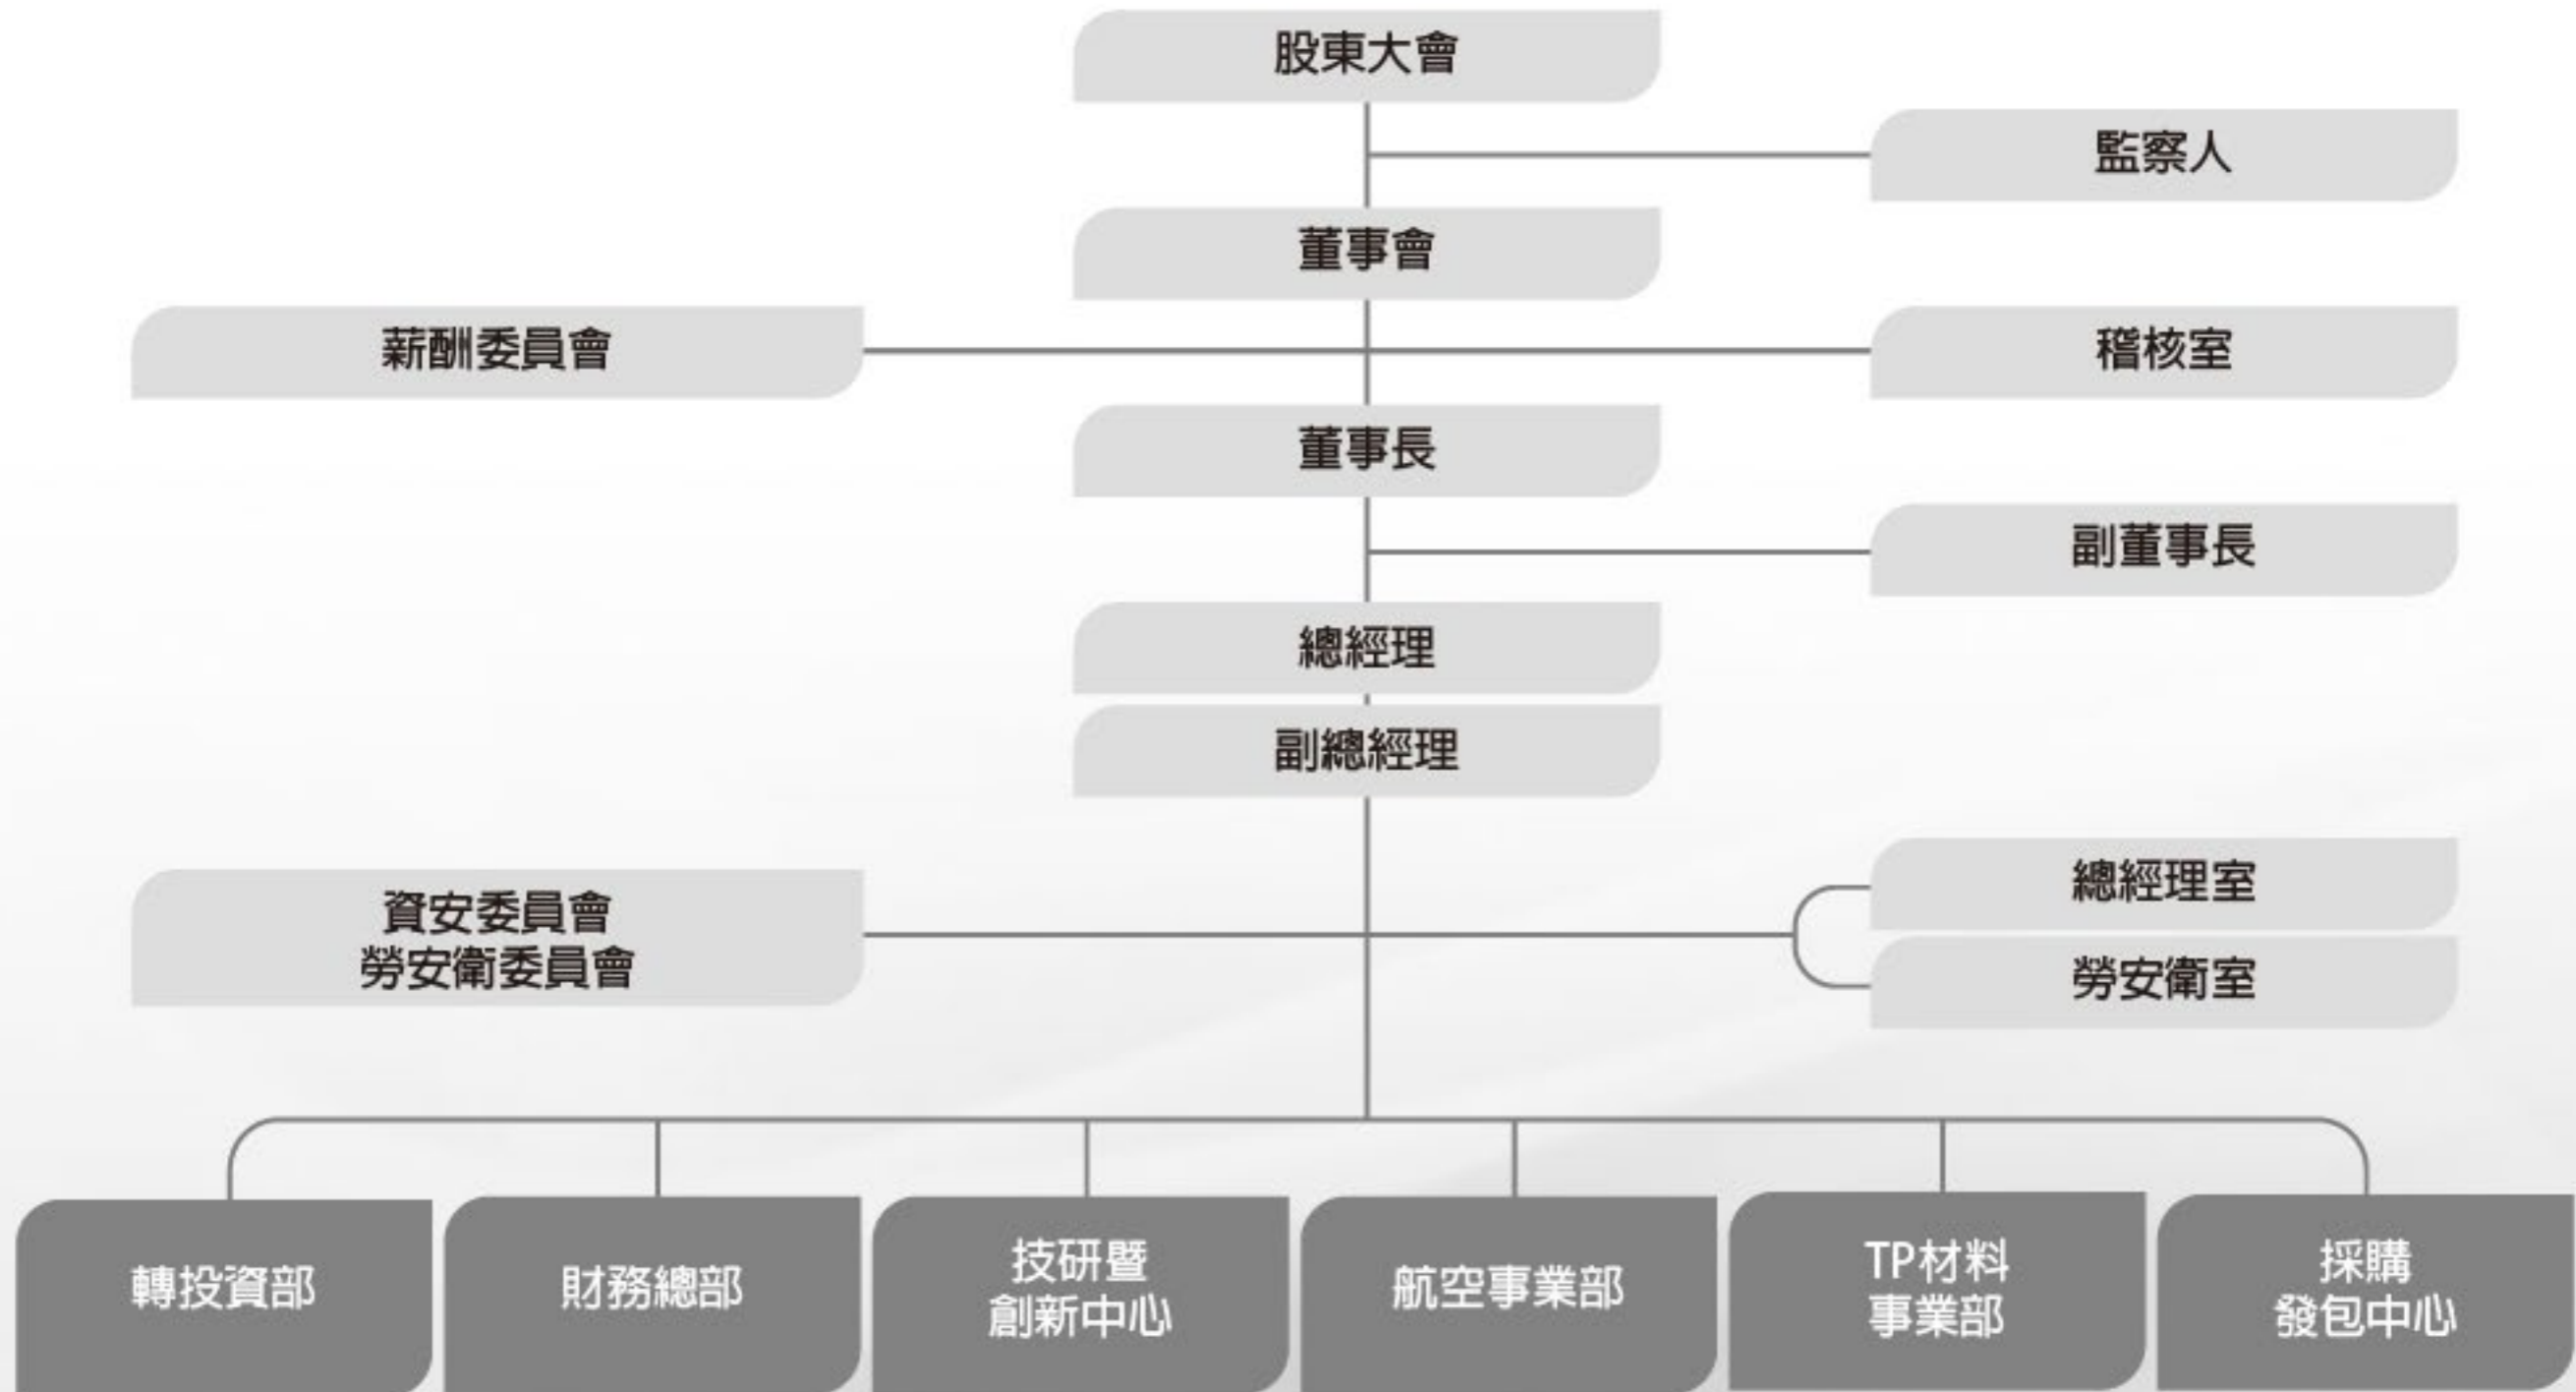 股東大會
監察人
董事會
薪酬委員會
稽核室
董事長
副董事長
總經理
副總經理
資安委員會
勞安衛委員會
總經理室
勞安衛室
轉投資部
財務總部
技研暨
創新中心
航空事業部
TP材料
事業部
採購
發包中心